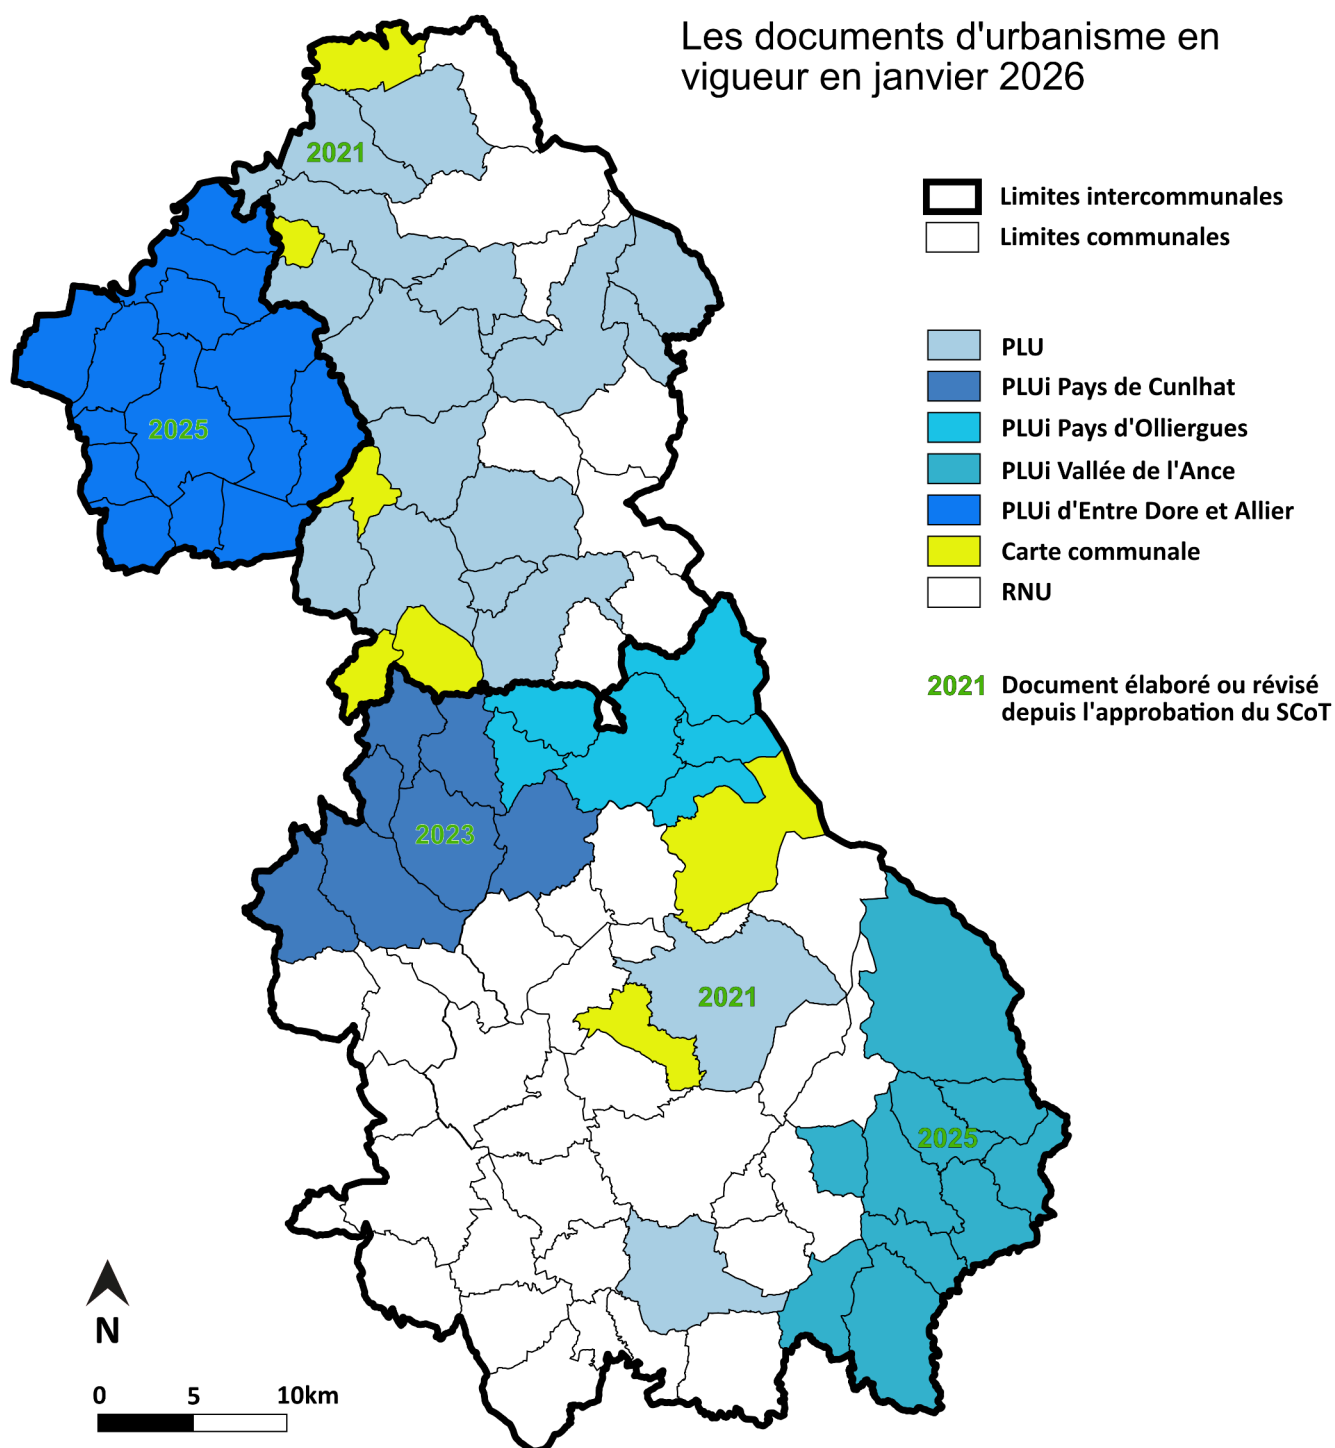 Les documents d'urbanisme en
vigueur en janvier 2026
2021
Limites intercommunales
Limites communales
2025
PLU
PLUi Pays de Cunlhat
PLUi Pays d'Olliergues
PLUi Vallée de l'Ance
PLUi d'Entre Dore et Allier
Carte communale
RNU
2021 Document élaboré ou révisé
depuis l'approbation du SCoT
2023
2021
2025
N
0 5 10km